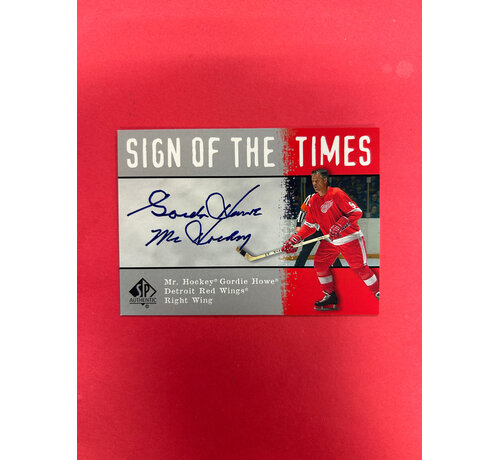 SIGN OF THE TIMES
Gordie Howe
Mr. Hockey
Mr. Hockey® Gordie Howe®
Detroit Red Wings®
Right Wing
SP
AUTHENTIC